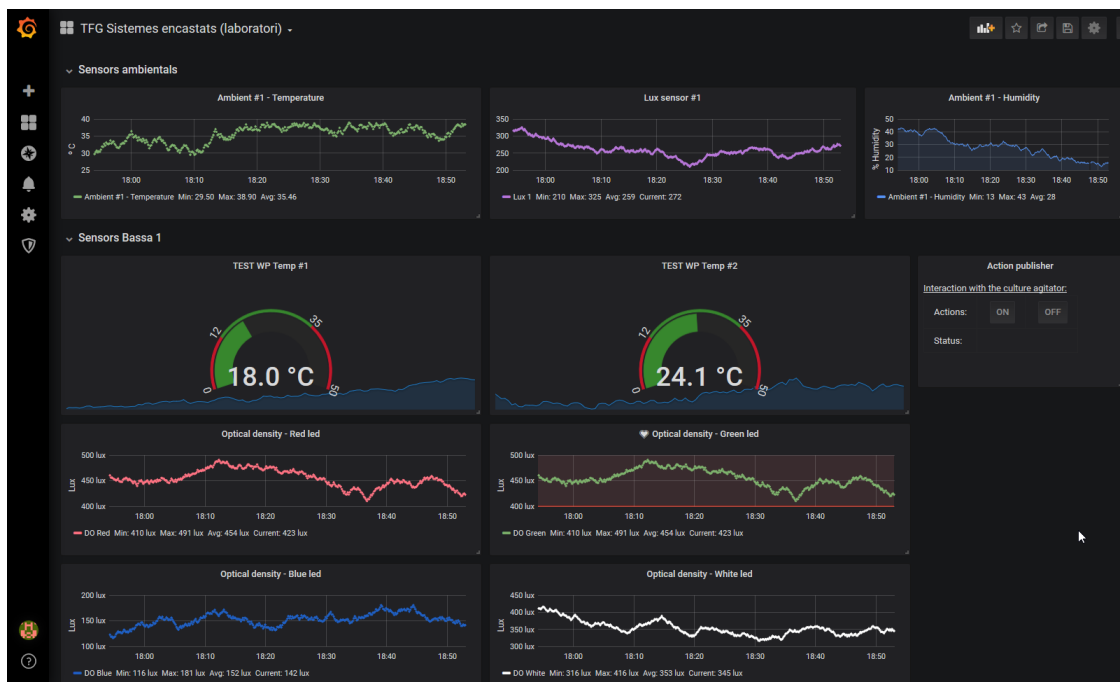 TFG Sistemes encastats (laboratori)
Sensors ambientals
Ambient #1 - Temperature
40
35
30
25
° C
18:00 18:10 18:20 18:30 18:40 18:50
Ambient #1 - Temperature Min: 29.50 Max: 38.90 Avg: 35.46
Lux sensor #1
350
300
250
200
18:00 18:10 18:20 18:30 18:40 18:50
Lux 1 Min: 210 Max: 325 Avg: 259 Current: 272
Ambient #1 - Humidity
50
40
30
20
10
% Humidity
18:00 18:10 18:20 18:30 18:40 18:50
Ambient #1 - Humidity Min: 13 Max: 43 Avg: 28
Sensors Bassa 1
TEST WP Temp #1
0 12 35 50
18.0 °C
TEST WP Temp #2
0 12 35 50
24.1 °C
Action publisher
Interaction with the culture agitator:
Actions: ON OFF
Status:
Optical density - Red led
500 lux
450 lux
400 lux
Lux
18:00 18:10 18:20 18:30 18:40 18:50
DO Red Min: 410 lux Max: 491 lux Avg: 454 lux Current: 423 lux
Optical density - Green led
500 lux
450 lux
400 lux
Lux
18:00 18:10 18:20 18:30 18:40 18:50
DO Green Min: 410 lux Max: 491 lux Avg: 454 lux Current: 423 lux
Optical density - Blue led
200 lux
150 lux
100 lux
Lux
18:00 18:10 18:20 18:30 18:40 18:50
DO Blue Min: 116 lux Max: 181 lux Avg: 152 lux Current: 142 lux
Optical density - White led
450 lux
400 lux
350 lux
300 lux
Lux
18:00 18:10 18:20 18:30 18:40 18:50
DO White Min: 316 lux Max: 416 lux Avg: 353 lux Current: 345 lux